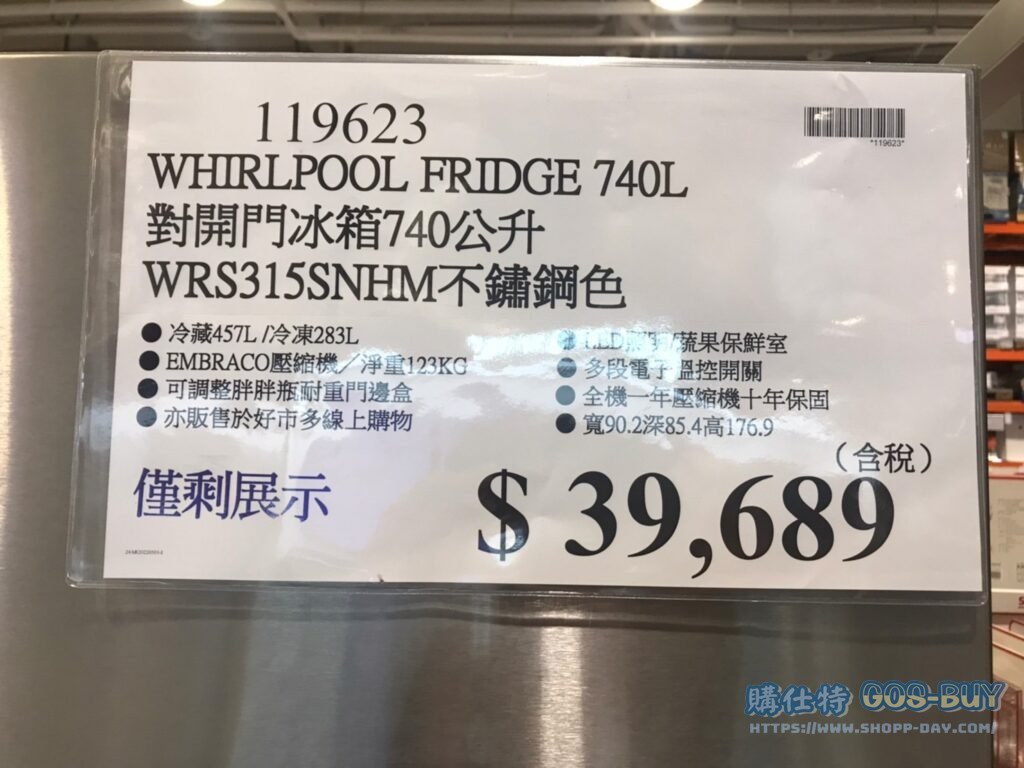 119623
*119623*
WHIRLPOOL FRIDGE 740L
對開門冰箱740公升
WRS315SNHM不鏽鋼色
● 冷藏457L /冷凍283L
● EMBRACO壓縮機／淨重123KG
● 可調整胖胖瓶耐重門邊盒
● 亦販售於好市多線上購物
● LED照明/蔬果保鮮室
● 多段電子溫控開關
● 全機一年壓縮機十年保固
● 寬90.2深85.4高176.9
(含稅)
僅剩展示
$ 39,689
購仕特 GOS-BUY
HTTPS://WWW.SHOPP-DAY.COM/